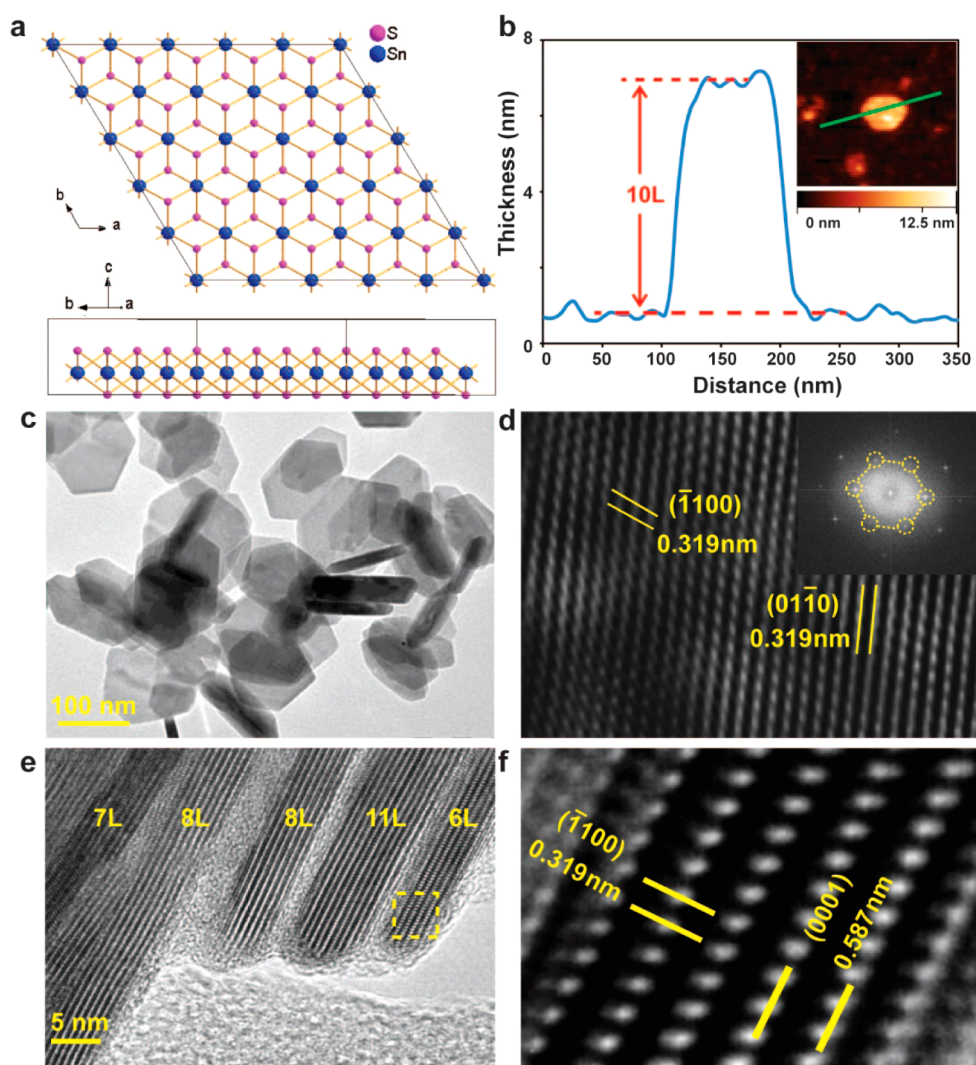 a
S
Sn
b
a
c
b
a
b
8
Thickness (nm)
4
0
10L
0 nm
12.5 nm
0
50
100
150
200
250
300
350
Distance (nm)
c
100 nm
d
(1̅100)
0.319nm
(011̅0)
0.319nm
e
7L
8L
8L
11L
6L
5 nm
f
(1̅100)
0.319nm
(0001)
0.587nm